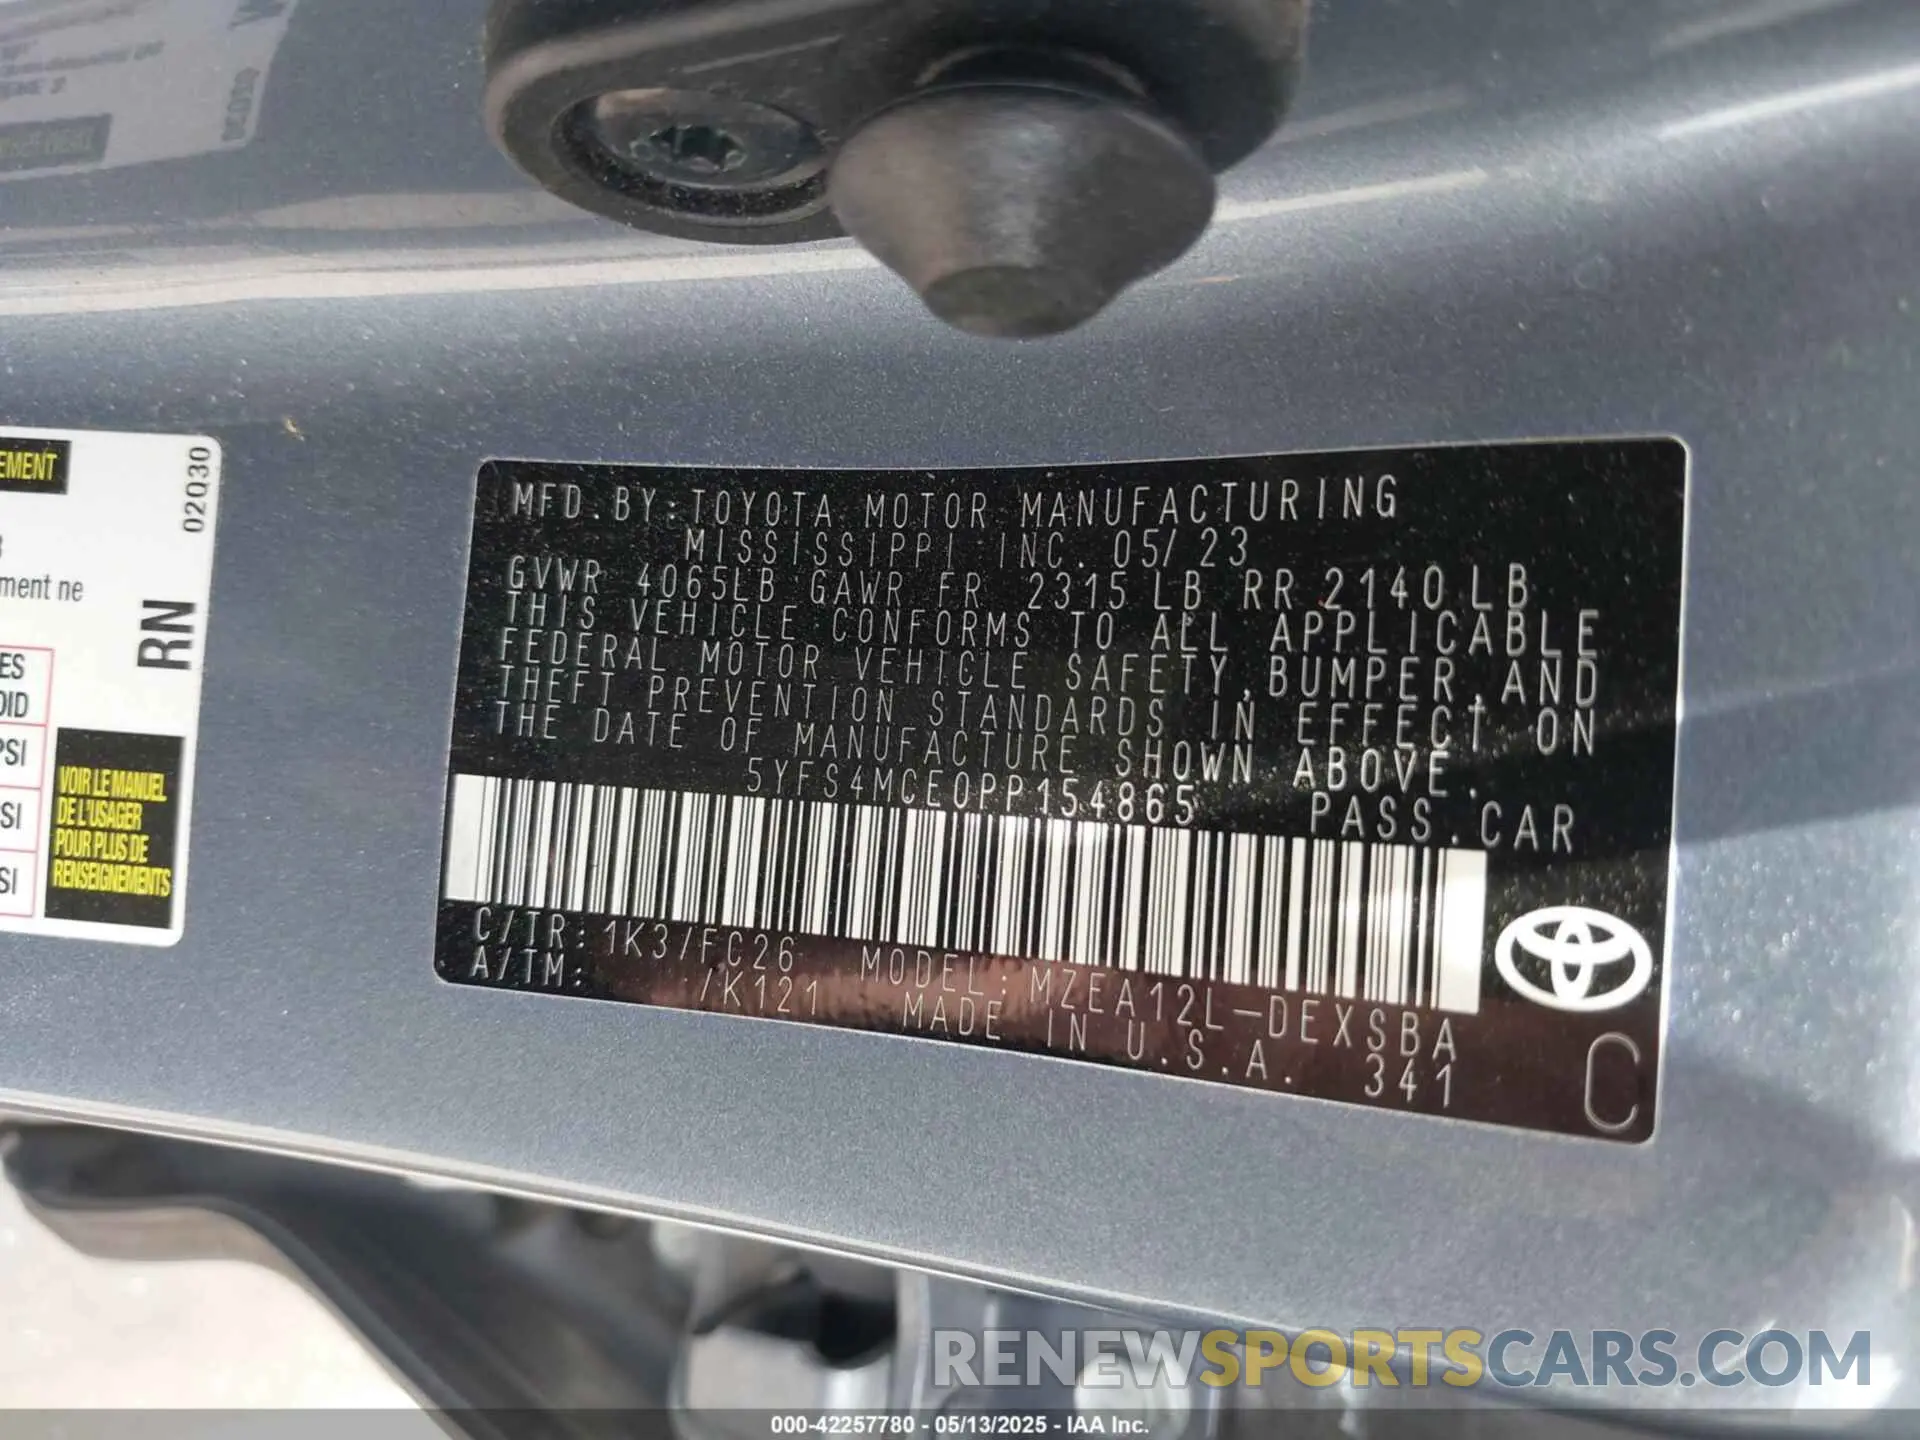 EMENT
02Q30
ment ne
RN
ES
OID
PSI
SI
SI
VOIR LE MANUEL
DE L'USAGER
POUR PLUS DE
RENSEIGNEMENTS
MFD.BY:TOYOTA MOTOR MANUFACTURING
MISSISSIPPI INC. 05/23
GVWR 4065LB GAWR FR 2315LB RR 2140LB
THIS VEHICLE CONFORMS TO ALL APPLICABLE
FEDERAL MOTOR VEHICLE SAFETY,BUMPER,AND
THEFT PREVENTION STANDARDS IN EFFECT ON
THE DATE OF MANUFACTURE SHOWN ABOVE.
5YFS4MCE0PP154865 PASS.CAR
C/TR:1K3/FC26 MODEL:MZEA12L-DEXSBA
A/TM: /K121 MADE IN U.S.A. 341
C
RENEWSPORTSCARS.COM
000-42257780 - 05/13/2025 - IAA Inc.